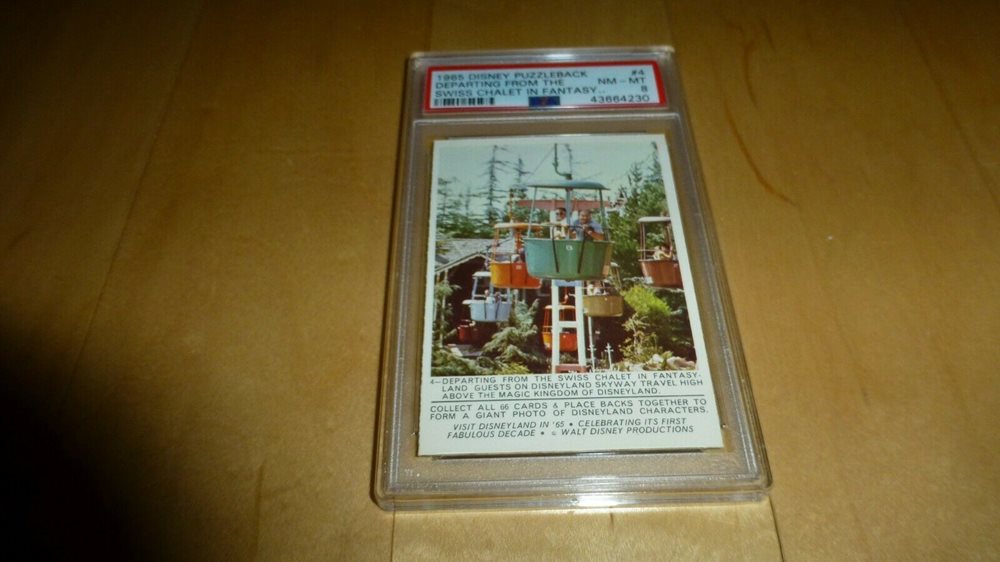 1965 DISNEY PUZZLEBACK #4
DEPARTING FROM THE NM - MT
SWISS CHALET IN FANTASY.. 8
43664230
4–DEPARTING FROM THE SWISS CHALET IN FANTASY-
LAND GUESTS ON DISNEYLAND SKYWAY TRAVEL HIGH
ABOVE THE MAGIC KINGDOM OF DISNEYLAND.
COLLECT ALL 66 CARDS & PLACE BACKS TOGETHER TO
FORM A GIANT PHOTO OF DISNEYLAND CHARACTERS.
VISIT DISNEYLAND IN '65 • CELEBRATING ITS FIRST
FABULOUS DECADE • © WALT DISNEY PRODUCTIONS